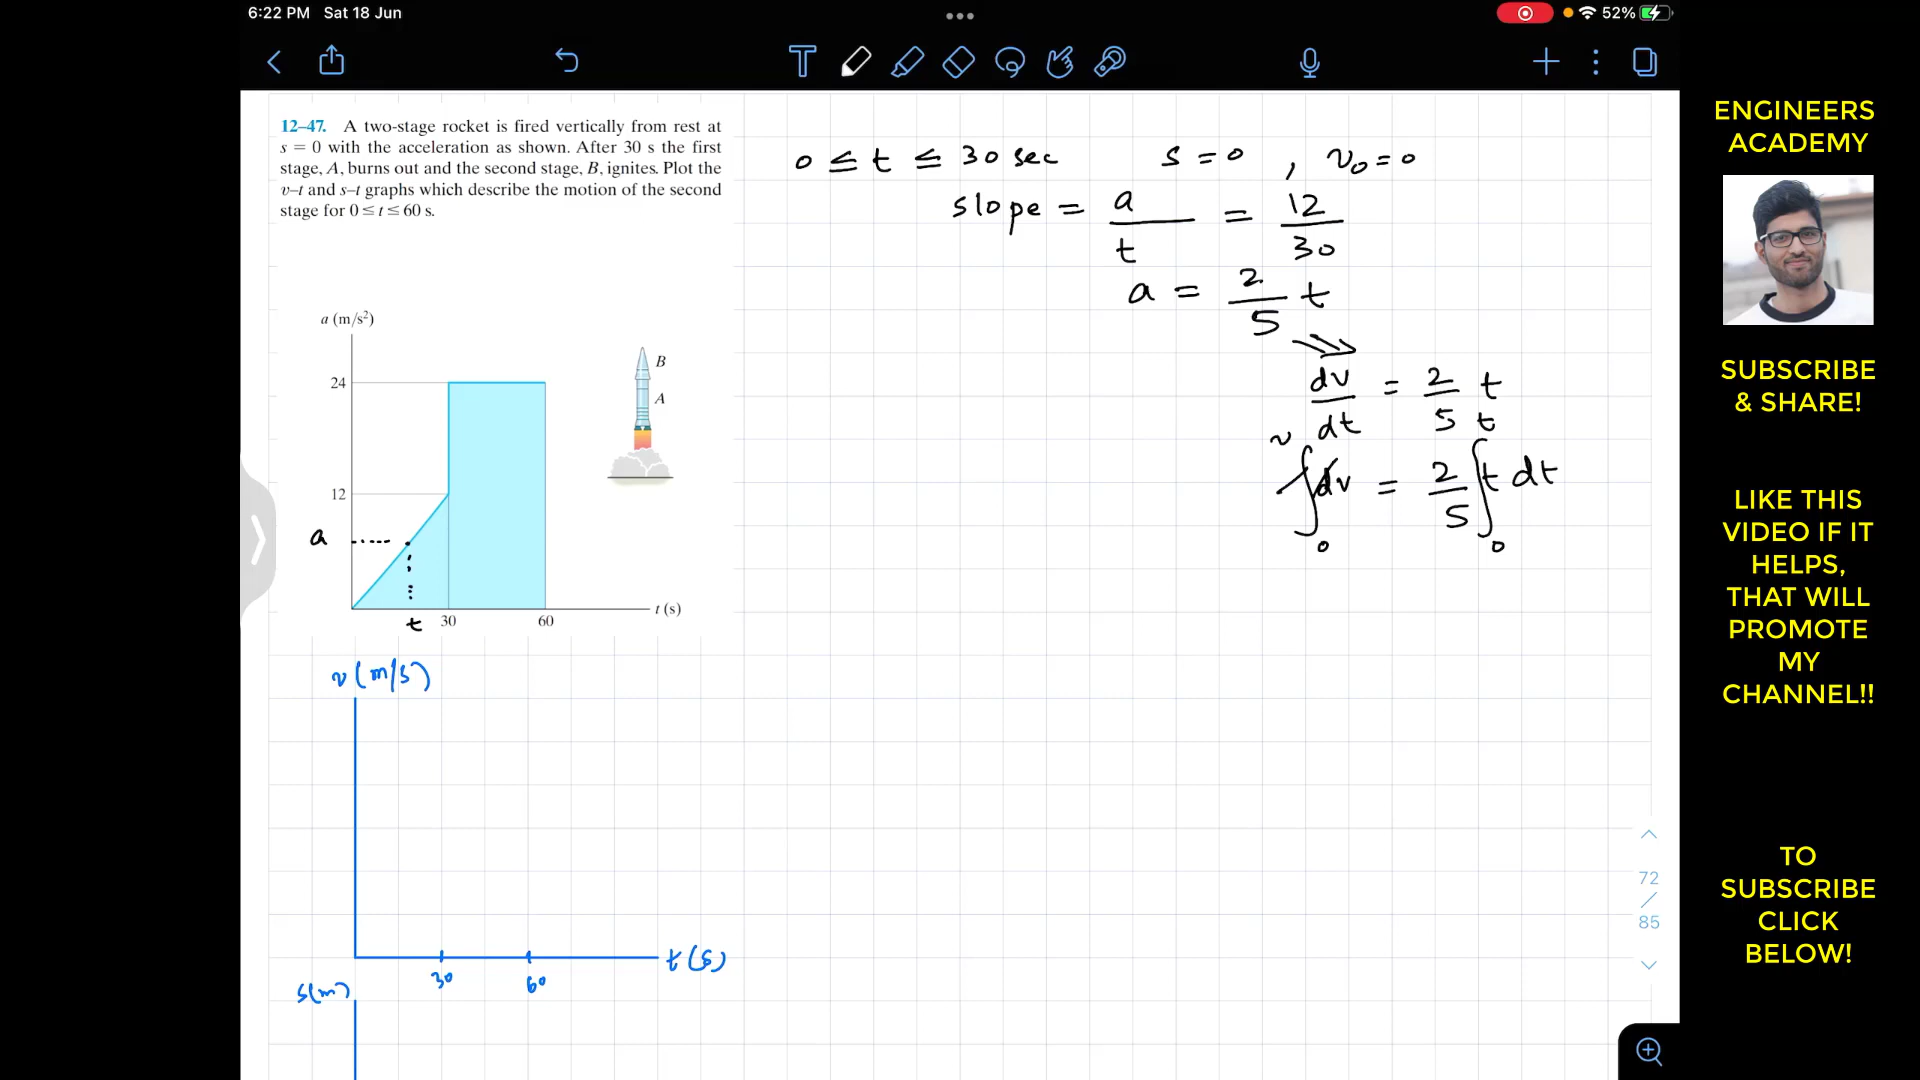 6:22 PM Sat 18 Jun
52%
12–47. A two-stage rocket is fired vertically from rest at
s = 0 with the acceleration as shown. After 30 s the first
stage, A, burns out and the second stage, B, ignites. Plot the
v–t and s–t graphs which describe the motion of the second
stage for 0 ≤ t ≤ 60 s.
a (m/s²)
24
12
a
t
30
60
t (s)
B
A
v(m/s)
30
60
t(s)
s(m)
0 ≤ t ≤ 30 sec s = 0 , v₀ = 0
slope = a/t = 12/30
a = 2/5 t
⇒
dv/dt = 2/5 t
∫₀ᵛ dv = 2/5 ∫₀ᵗ t dt
72
/
85
ENGINEERS
ACADEMY
SUBSCRIBE
& SHARE!
LIKE THIS
VIDEO IF IT
HELPS,
THAT WILL
PROMOTE
MY
CHANNEL!!
TO
SUBSCRIBE
CLICK
BELOW!